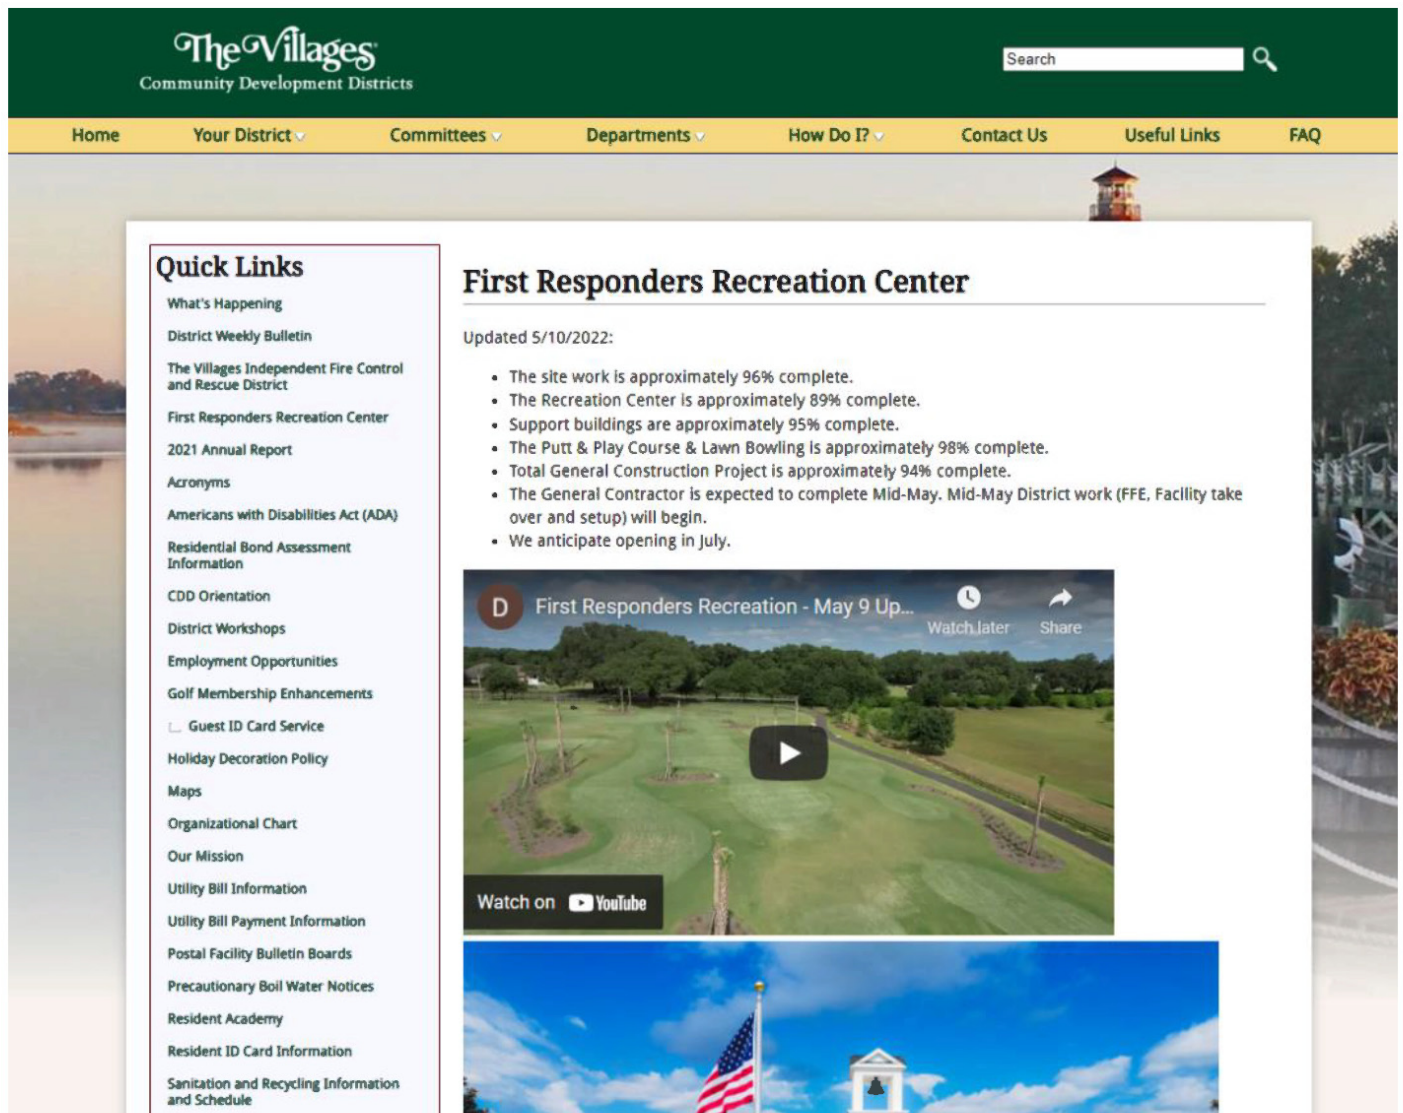 The Villages
Community Development Districts
Search
Home Your District Committees Departments How Do I? Contact Us Useful Links FAQ
Quick Links
What's Happening
District Weekly Bulletin
The Villages Independent Fire Control
and Rescue District
First Responders Recreation Center
2021 Annual Report
Acronyms
Americans with Disabilities Act (ADA)
Residential Bond Assessment
Information
CDD Orientation
District Workshops
Employment Opportunities
Golf Membership Enhancements
Guest ID Card Service
Holiday Decoration Policy
Maps
Organizational Chart
Our Mission
Utility Bill Information
Utility Bill Payment Information
Postal Facility Bulletin Boards
Precautionary Boil Water Notices
Resident Academy
Resident ID Card Information
Sanitation and Recycling Information
and Schedule
First Responders Recreation Center
Updated 5/10/2022:
• The site work is approximately 96% complete.
• The Recreation Center is approximately 89% complete.
• Support buildings are approximately 95% complete.
• The Putt & Play Course & Lawn Bowling is approximately 98% complete.
• Total General Construction Project is approximately 94% complete.
• The General Contractor is expected to complete Mid-May. Mid-May District work (FFE, Facility take
over and setup) will begin.
• We anticipate opening in July.
D First Responders Recreation - May 9 Up...
Watch later Share
Watch on YouTube